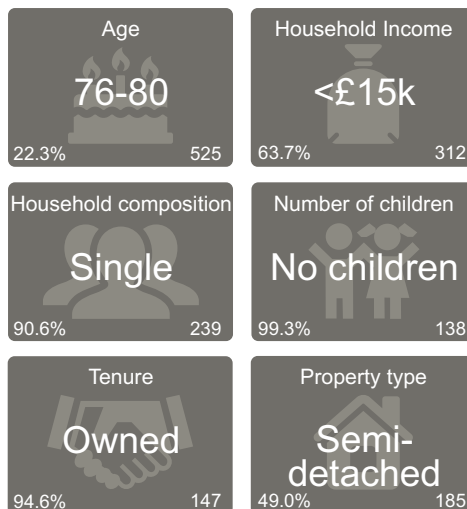 Age
76-80
22.3% 525
Household Income
<£15k
63.7% 312
Household composition
Single
90.6% 239
Number of children
No children
99.3% 138
Tenure
Owned
94.6% 147
Property type
Semi-
detached
49.0% 185